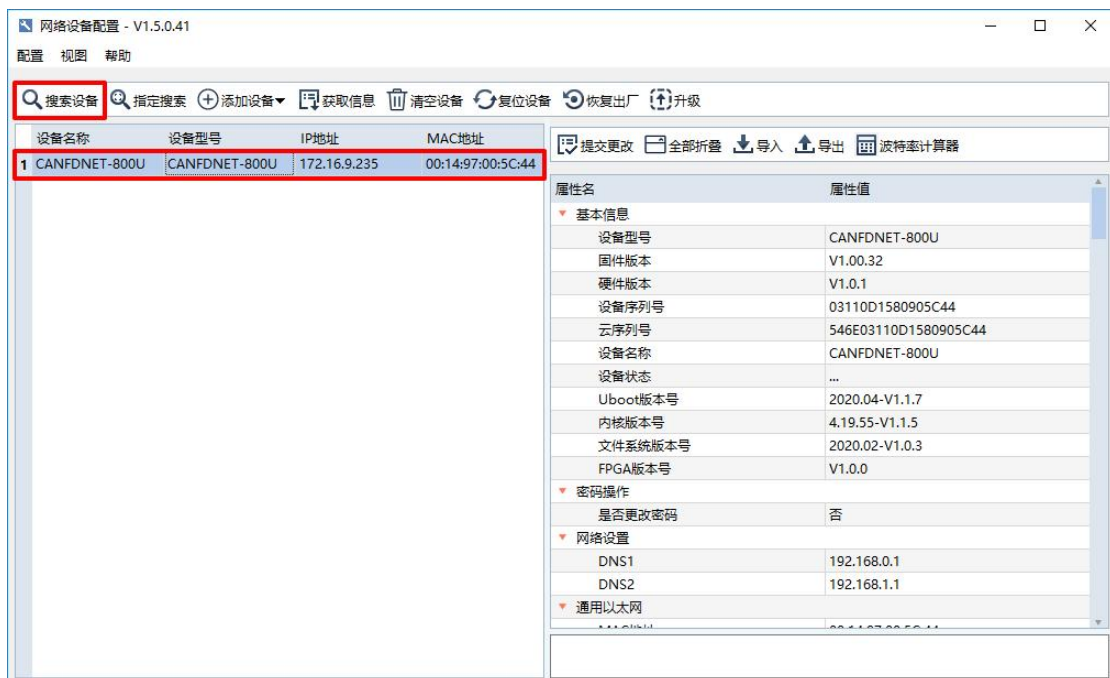 网络设备配置 - V1.5.0.41
配置 视图 帮助
搜索设备 指定搜索 添加设备 获取信息 清空设备 复位设备 恢复出厂 升级
设备名称 设备型号 IP地址 MAC地址
1 CANFDNET-800U CANFDNET-800U 172.16.9.235 00:14:97:00:5C:44
提交更改 全部折叠 导入 导出 波特率计算器
属性名 属性值
基本信息
设备型号 CANFDNET-800U
固件版本 V1.00.32
硬件版本 V1.0.1
设备序列号 03110D1580905C44
云序列号 546E03110D1580905C44
设备名称 CANFDNET-800U
设备状态 ...
Uboot版本号 2020.04-V1.1.7
内核版本号 4.19.55-V1.1.5
文件系统版本号 2020.02-V1.0.3
FPGA版本号 V1.0.0
密码操作
是否更改密码 否
网络设置
DNS1 192.168.0.1
DNS2 192.168.1.1
通用以太网